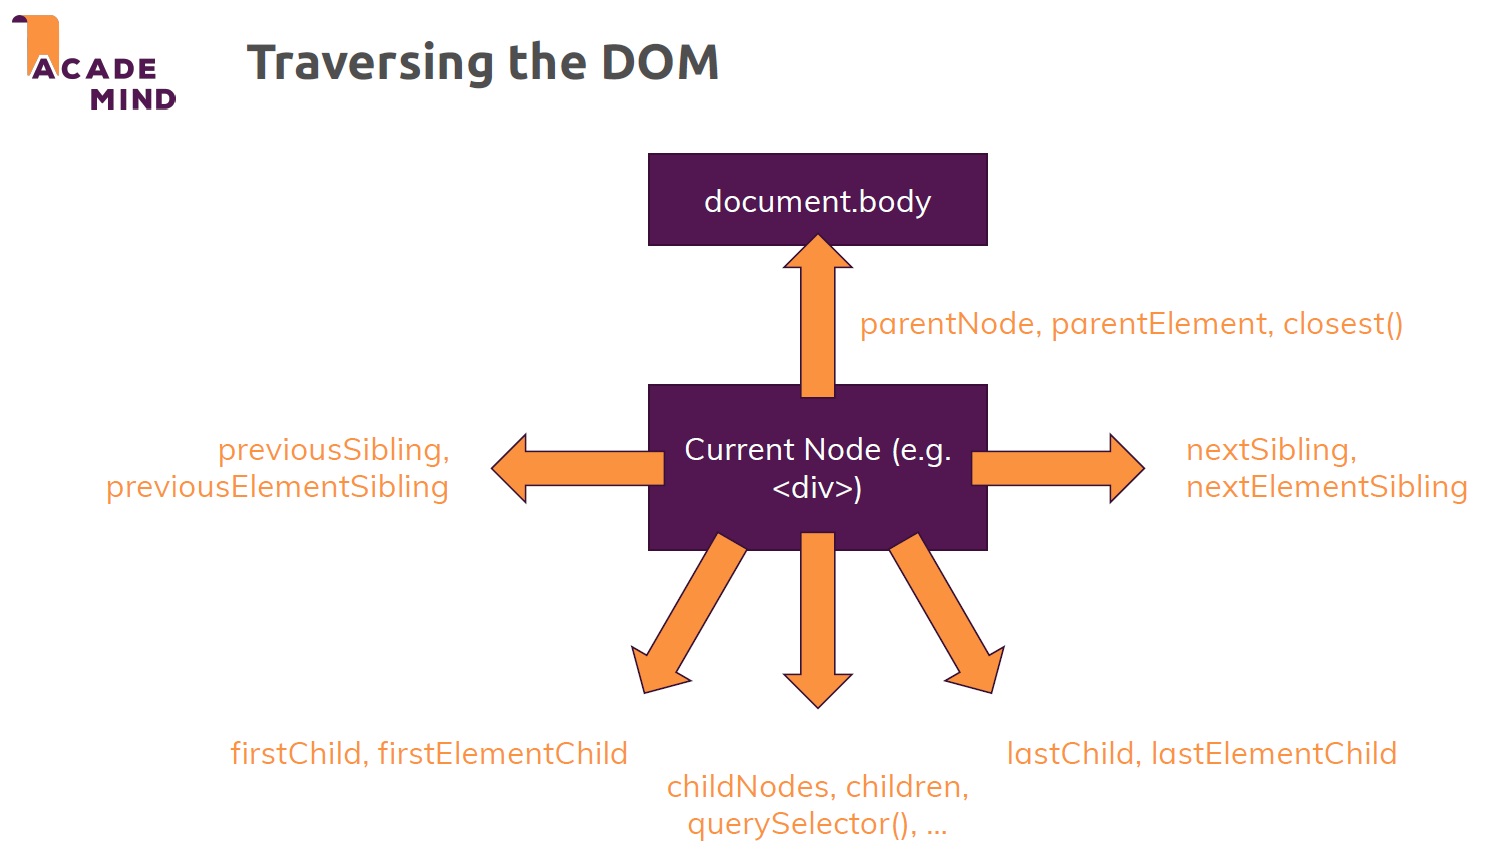 ACADE
MIND
Traversing the DOM
document.body
parentNode, parentElement, closest()
previousSibling,
previousElementSibling
Current Node (e.g.
<div>)
nextSibling,
nextElementSibling
firstChild, firstElementChild
childNodes, children,
querySelector(), ...
lastChild, lastElementChild